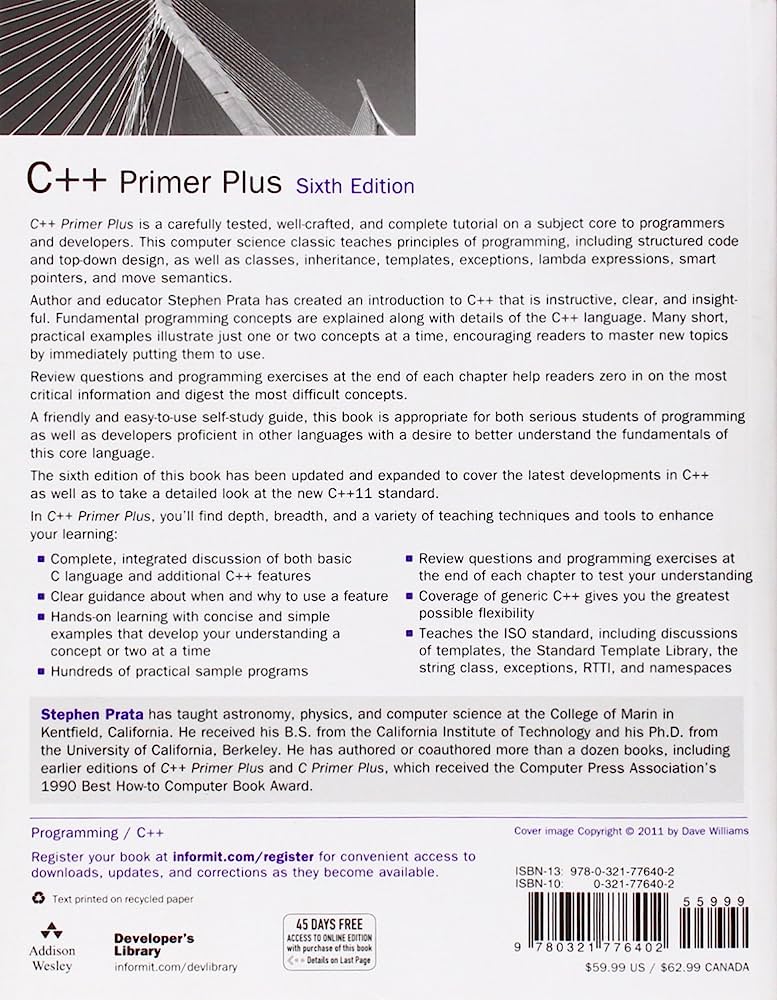 C++ Primer Plus Sixth Edition
C++ Primer Plus is a carefully tested, well-crafted, and complete tutorial on a subject core to programmers
and developers. This computer science classic teaches principles of programming, including structured code
and top-down design, as well as classes, inheritance, templates, exceptions, lambda expressions, smart
pointers, and move semantics.
Author and educator Stephen Prata has created an introduction to C++ that is instructive, clear, and insight-
ful. Fundamental programming concepts are explained along with details of the C++ language. Many short,
practical examples illustrate just one or two concepts at a time, encouraging readers to master new topics
by immediately putting them to use.
Review questions and programming exercises at the end of each chapter help readers zero in on the most
critical information and digest the most difficult concepts.
A friendly and easy-to-use self-study guide, this book is appropriate for both serious students of programming
as well as developers proficient in other languages with a desire to better understand the fundamentals of
this core language.
The sixth edition of this book has been updated and expanded to cover the latest developments in C++
as well as to take a detailed look at the new C++11 standard.
In C++ Primer Plus, you'll find depth, breadth, and a variety of teaching techniques and tools to enhance
your learning:
■ Complete, integrated discussion of both basic
C language and additional C++ features
■ Clear guidance about when and why to use a feature
■ Hands-on learning with concise and simple
examples that develop your understanding a
concept or two at a time
■ Hundreds of practical sample programs
■ Review questions and programming exercises at
the end of each chapter to test your understanding
■ Coverage of generic C++ gives you the greatest
possible flexibility
■ Teaches the ISO standard, including discussions
of templates, the Standard Template Library, the
string class, exceptions, RTTI, and namespaces
Stephen Prata has taught astronomy, physics, and computer science at the College of Marin in
Kentfield, California. He received his B.S. from the California Institute of Technology and his Ph.D. from
the University of California, Berkeley. He has authored or coauthored more than a dozen books, including
earlier editions of C++ Primer Plus and C Primer Plus, which received the Computer Press Association's
1990 Best How-to Computer Book Award.
Programming / C++
Cover image Copyright © 2011 by Dave Williams
Register your book at informit.com/register for convenient access to
downloads, updates, and corrections as they become available.
Text printed on recycled paper
Addison
Wesley
Developer's
Library
informit.com/devlibrary
45 DAYS FREE
ACCESS TO ONLINE EDITION
with purchase of this book
Details on Last Page
ISBN-13: 978-0-321-77640-2
ISBN-10: 0-321-77640-2
5 5 9 9 9
9 780321 776402
$59.99 US / $62.99 CANADA